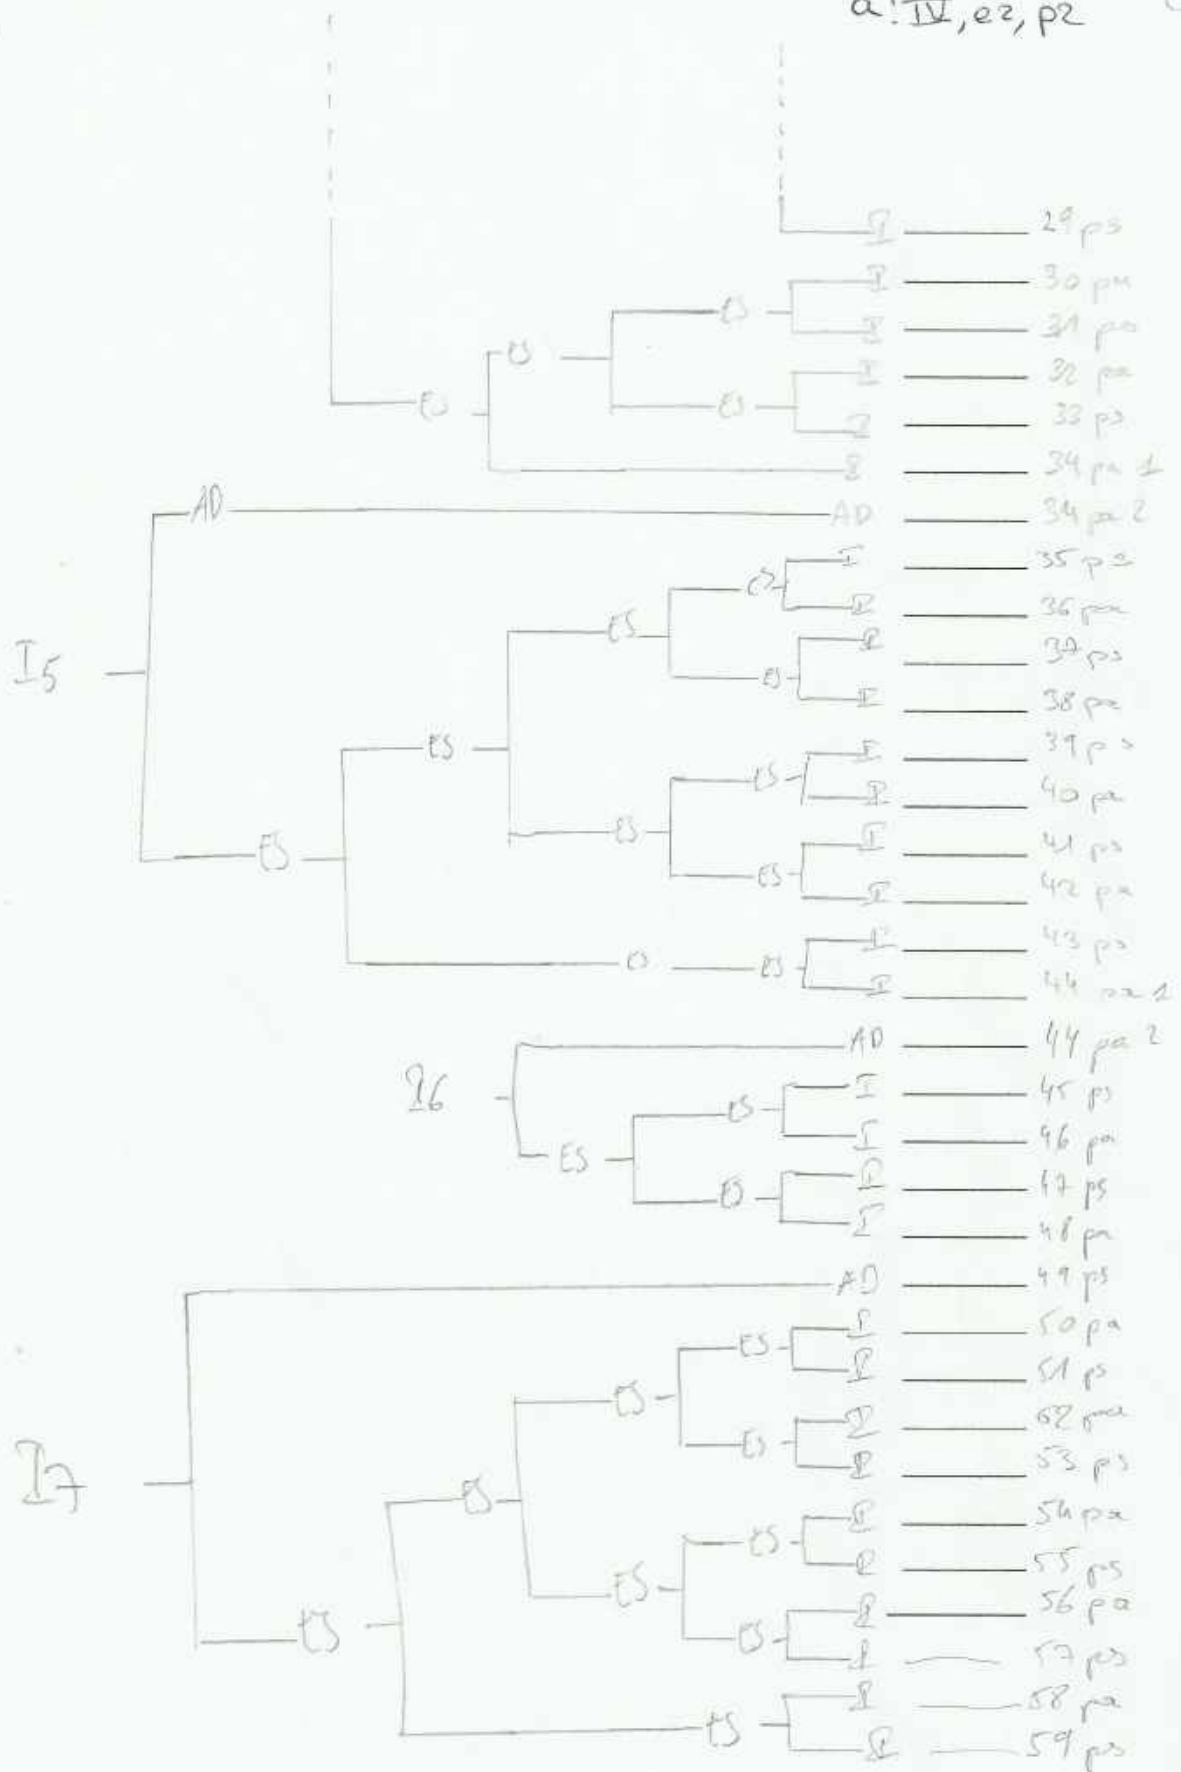 a: IV, e2, p2
I 29 ps
I 30 pa
ES
I 31 ps
ES
I 32 pa
ES ES
I 33 ps
I 34 pa 1
AD AD 34 pa 2
I 35 ps
ES
I 36 pa
ES
I 37 ps
I5 ES
I 38 pa
ES I 39 ps
ES
I 40 pa
ES
I 41 ps
ES ES
I 42 pa
I 43 ps
ES ES
I 44 pa 1
AD 44 pa 2
I6 I 45 ps
ES
I 46 pa
ES
I 47 ps
ES
I 48 pa
AD 49 ps
I 50 pa
ES
I 51 ps
ES
I 52 pa
ES
I 53 ps
I7 ES
I 54 pa
ES
I 55 ps
ES
I 56 pa
ES ES
I 57 ps
I 58 pa
ES
I 59 ps